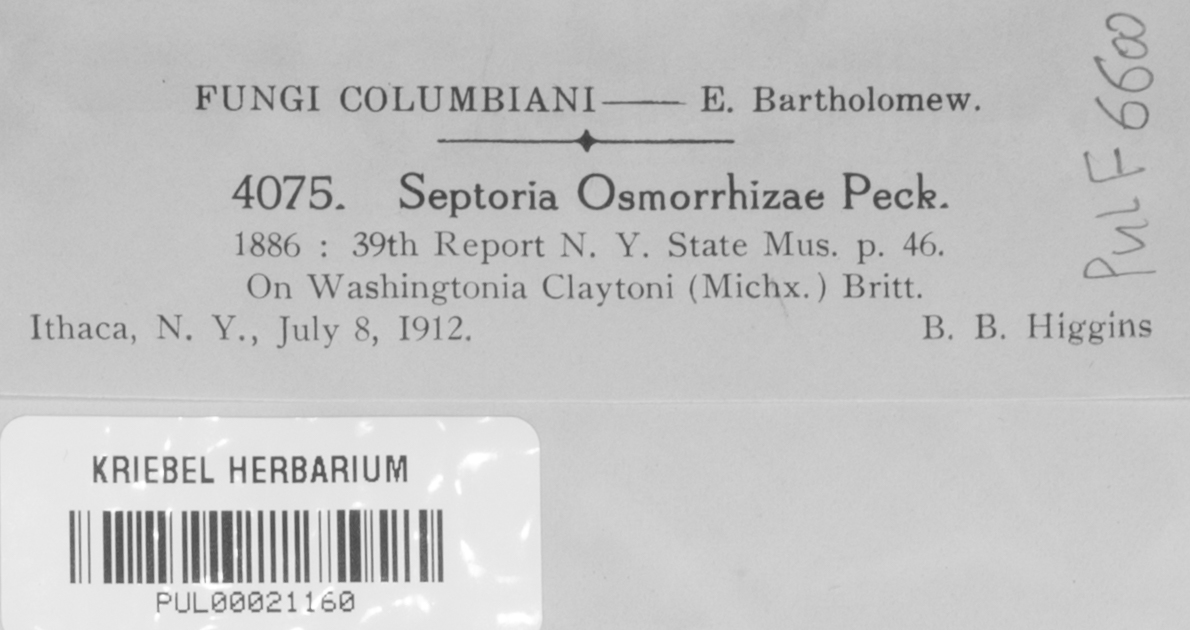 FUNGI COLUMBIANI—— E. Bartholomew.
4075. Septoria Osmorrhizae Peck.
1886 : 39th Report N. Y. State Mus. p. 46.
On Washingtonia Claytoni (Michx.) Britt.
Ithaca, N. Y., July 8, 1912. B. B. Higgins
PUL F 6600
KRIEBEL HERBARIUM
PUL00021160